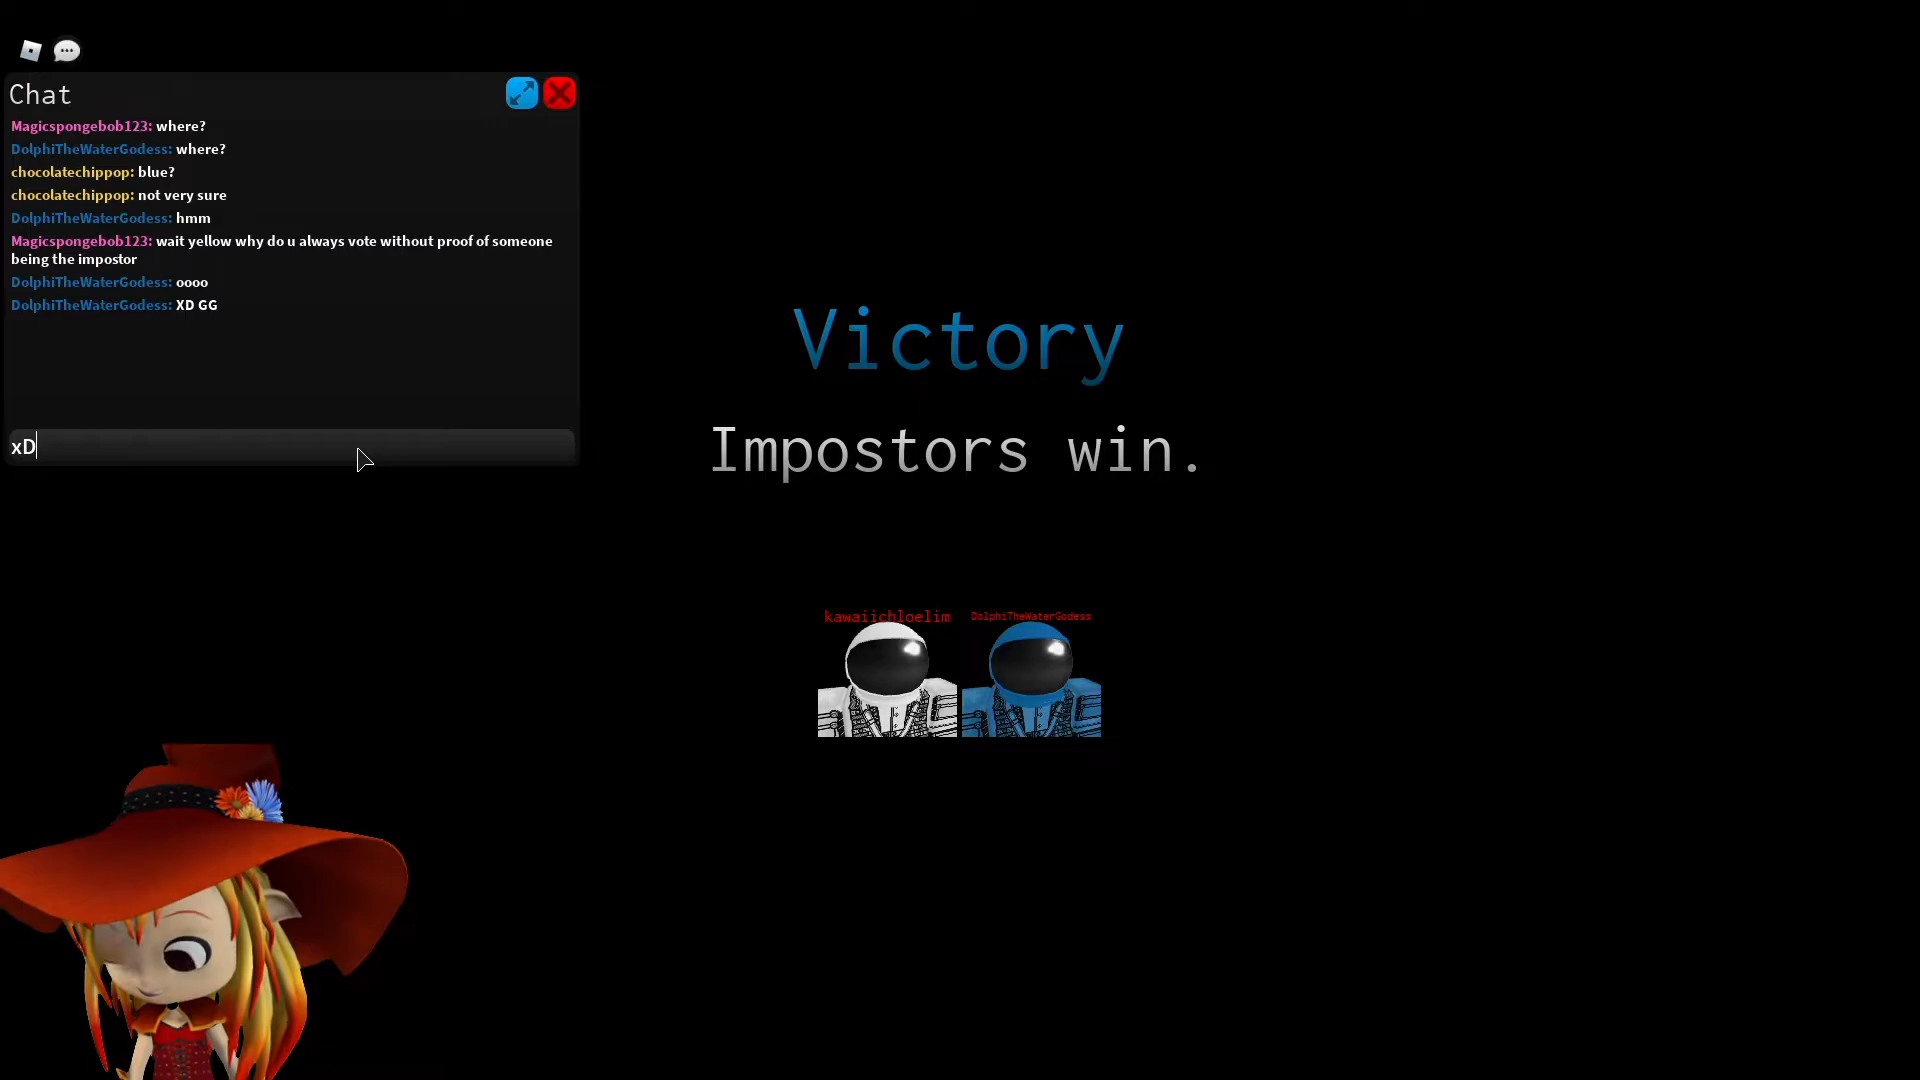 Chat
Magicspongebob123: where?
DolphiTheWaterGodess: where?
chocolatechippop: blue?
chocolatechippop: not very sure
DolphiTheWaterGodess: hmm
Magicspongebob123: wait yellow why do u always vote without proof of someone
being the impostor
DolphiTheWaterGodess: oooo
DolphiTheWaterGodess: XD GG
xD
Victory
Impostors win.
kawaiichloelim
DolphiTheWaterGodess